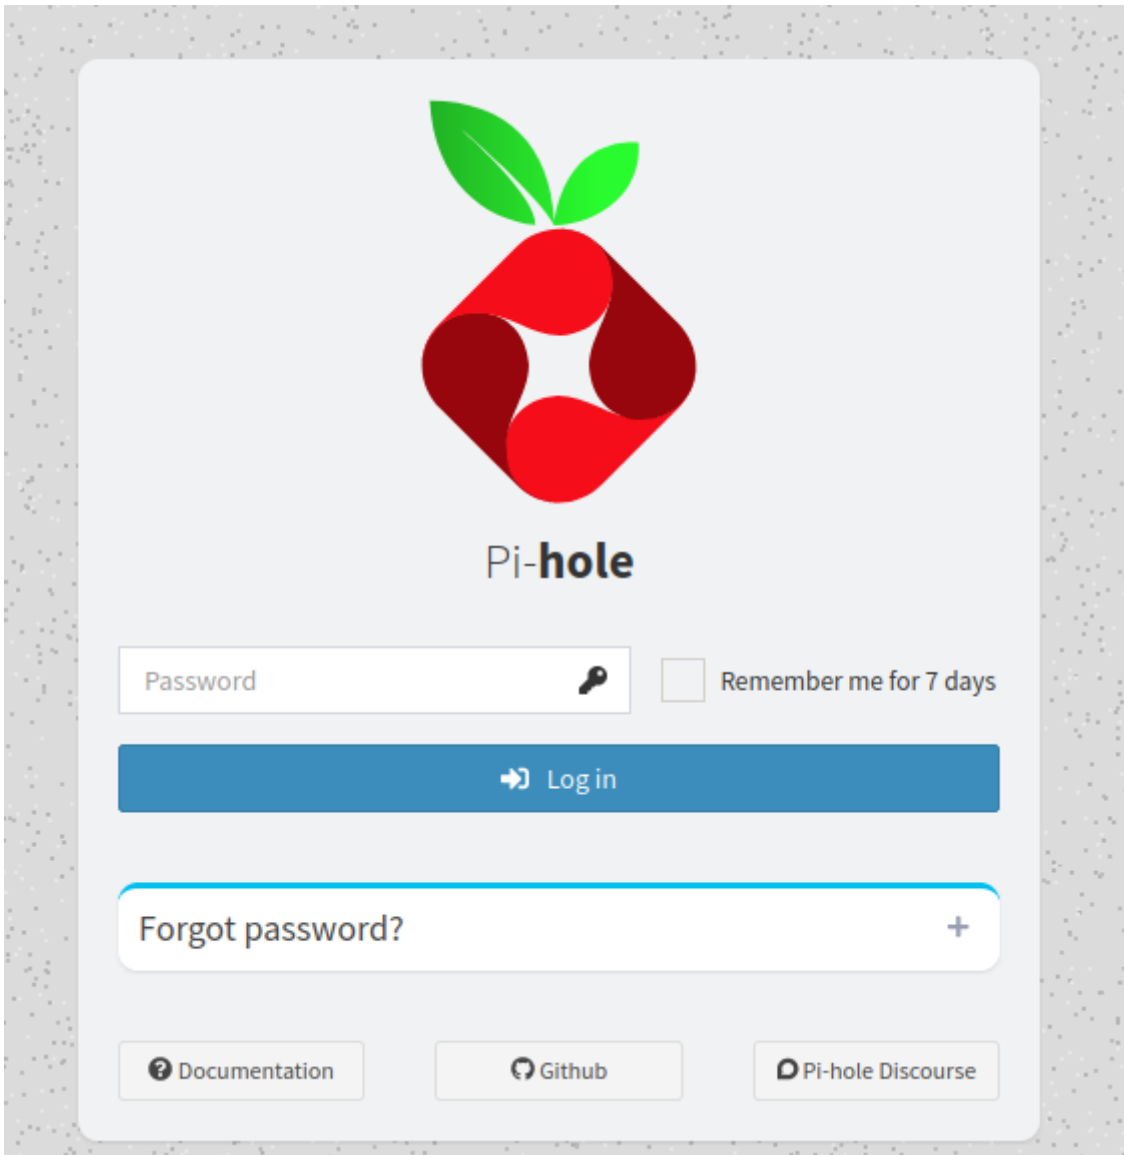 Pi-hole
Password
Remember me for 7 days
Log in
Forgot password?
Documentation
Github
Pi-hole Discourse